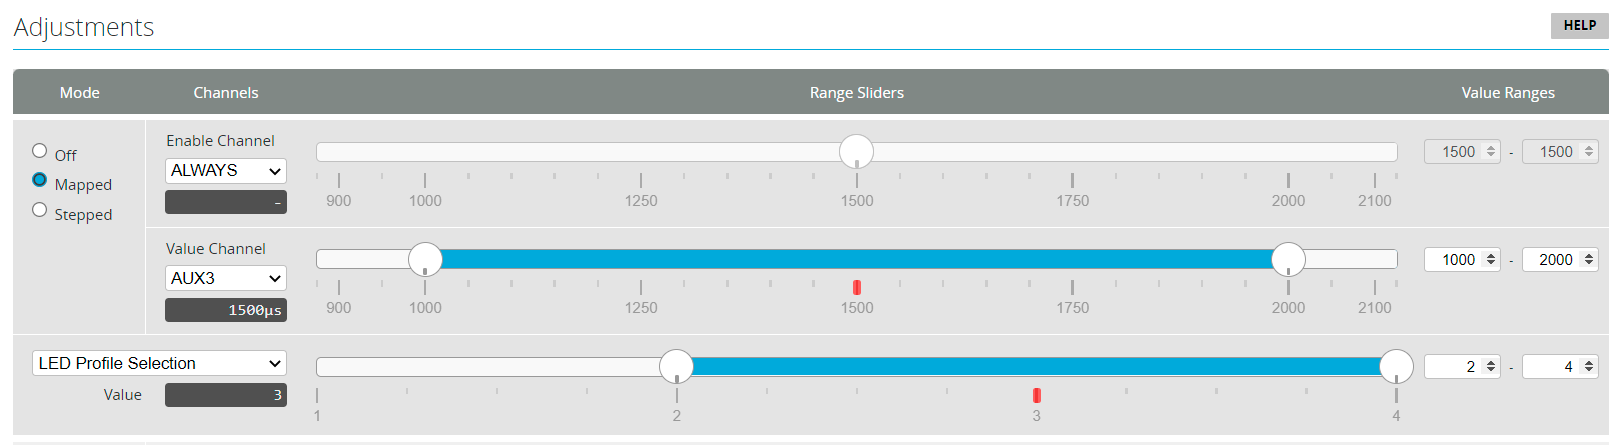 Adjustments
HELP
Mode Channels Range Sliders Value Ranges
Off
Mapped
Stepped
Enable Channel
ALWAYS
-
900 1000 1250 1500 1750 2000 2100
1500 - 1500
Value Channel
AUX3
1500µs
900 1000 1250 1500 1750 2000 2100
1000 - 2000
LED Profile Selection
Value 3
1 2 3 4
2 - 4